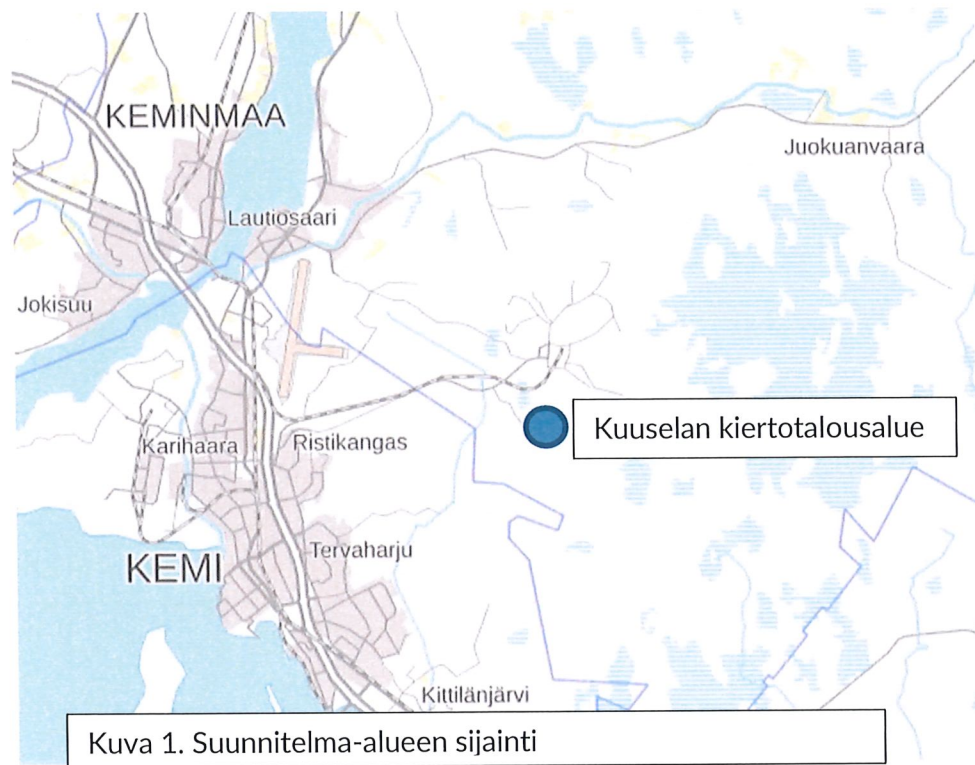 KEMINMAA
Juokuanvaara
Lautiosaari
Jokisuu
Kuuselan kiertotalousalue
Karihaara
Ristikangas
KEMI
Tervaharju
Kittilänjärvi
Kuva 1. Suunnitelma-alueen sijainti